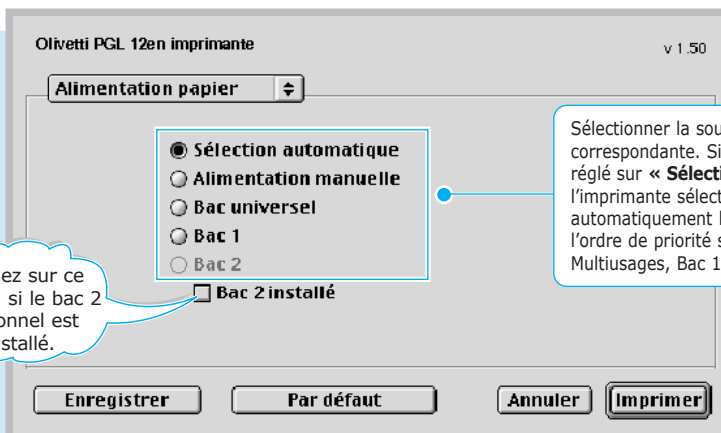 Olivetti PGL 12en imprimante
v 1.50
Alimentation papier
Sélection automatique
Alimentation manuelle
Bac universel
Bac 1
Bac 2
Bac 2 installé
Sélectionner la sou
correspondante. Si
réglé sur « Sélecti
l'imprimante sélect
automatiquement l
l'ordre de priorité s
Multiusages, Bac 1
ez sur ce
si le bac 2
onnel est
stallé.
Enregistrer
Par défaut
Annuler
Imprimer